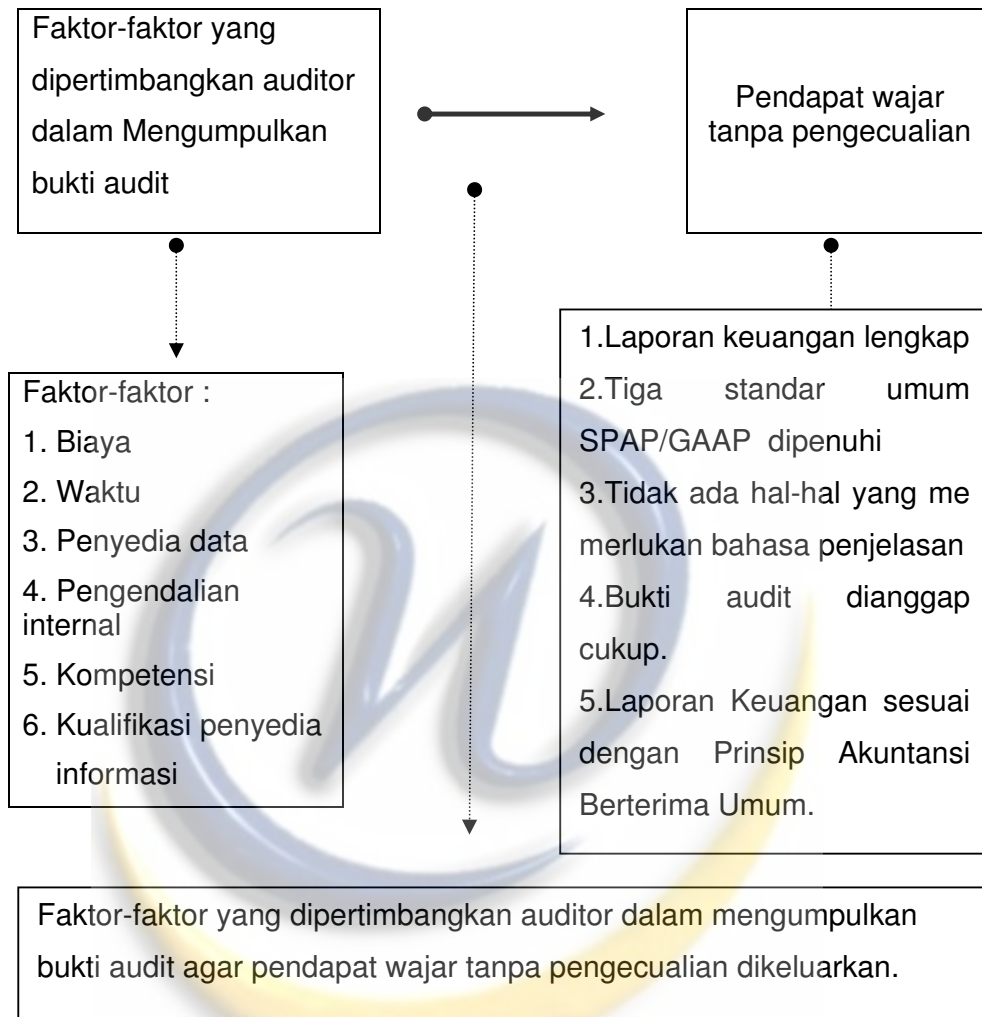 Faktor-faktor yang
dipertimbangkan auditor
dalam Mengumpulkan
bukti audit
Pendapat wajar
tanpa pengecualian
Faktor-faktor :
1. Biaya
2. Waktu
3. Penyedia data
4. Pengendalian
internal
5. Kompetensi
6. Kualifikasi penyedia
informasi
1.Laporan keuangan lengkap
2.Tiga standar umum
SPAP/GAAP dipenuhi
3.Tidak ada hal-hal yang me
merlukan bahasa penjelasan
4.Bukti audit dianggap
cukup.
5.Laporan Keuangan sesuai
dengan Prinsip Akuntansi
Berterima Umum.
Faktor-faktor yang dipertimbangkan auditor dalam mengumpulkan
bukti audit agar pendapat wajar tanpa pengecualian dikeluarkan.